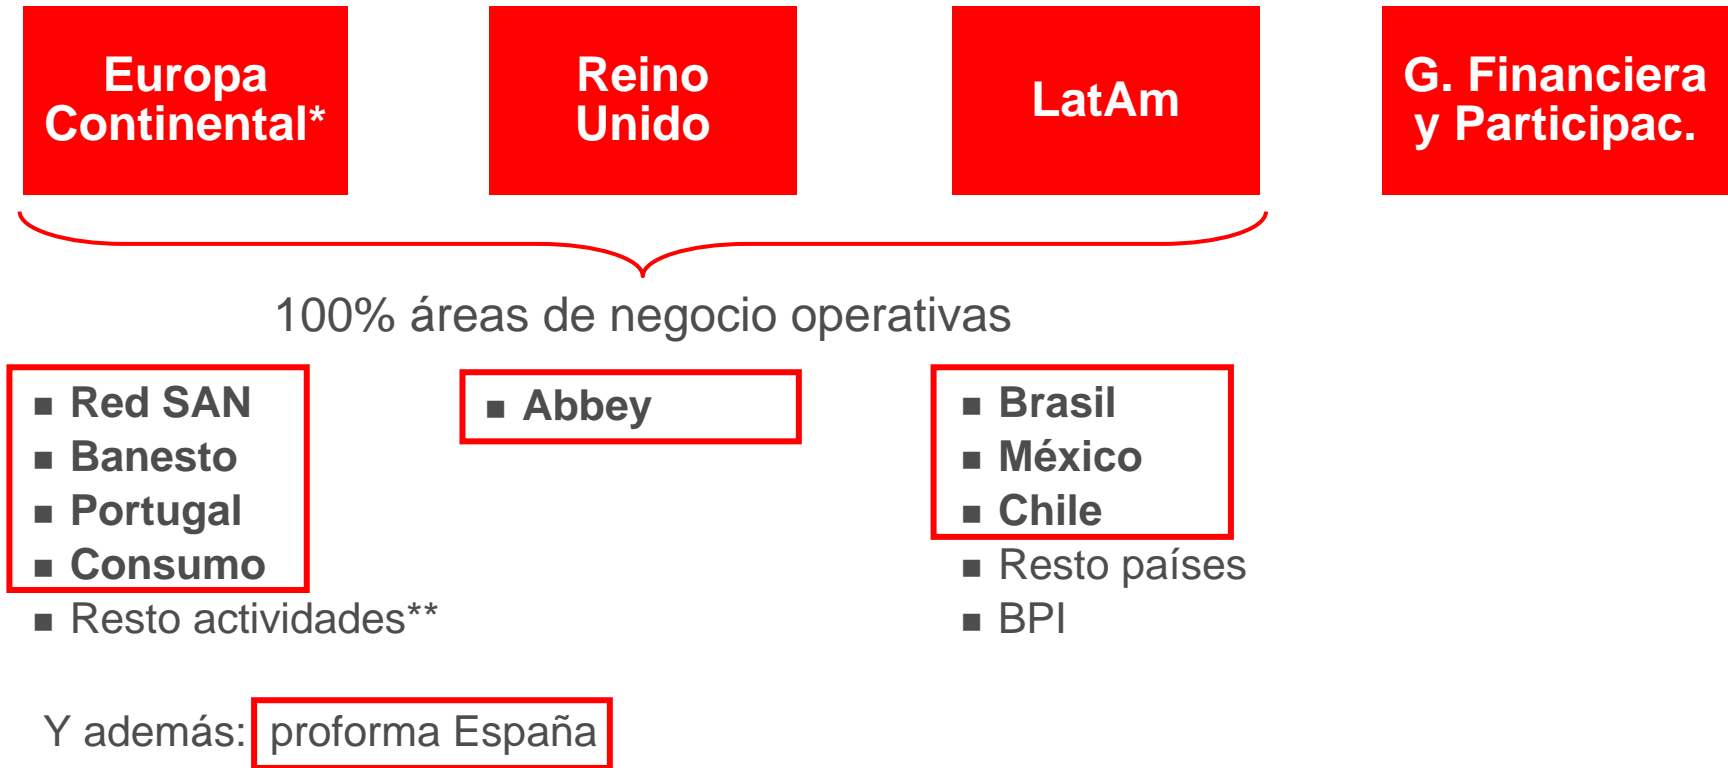 Europa
Continental*
Reino
Unido
LatAm
G. Financiera
y Participac.
100% áreas de negocio operativas
■ Red SAN
■ Banesto
■ Portugal
■ Consumo
■ Resto actividades**
■ Abbey
■ Brasil
■ México
■ Chile
■ Resto países
■ BPI
Y además: proforma España